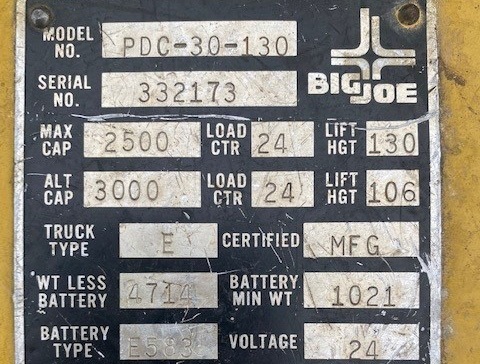 MODEL NO. PDC-30-130
BIG JOE
SERIAL NO. 332173
MAX CAP 2500 LOAD CTR 24 LIFT HGT 130
ALT CAP 3000 LOAD CTR 24 LIFT HGT 106
TRUCK TYPE E CERTIFIED MFG
WT LESS BATTERY 4714 BATTERY MIN WT 1021
BATTERY TYPE E583 VOLTAGE 24